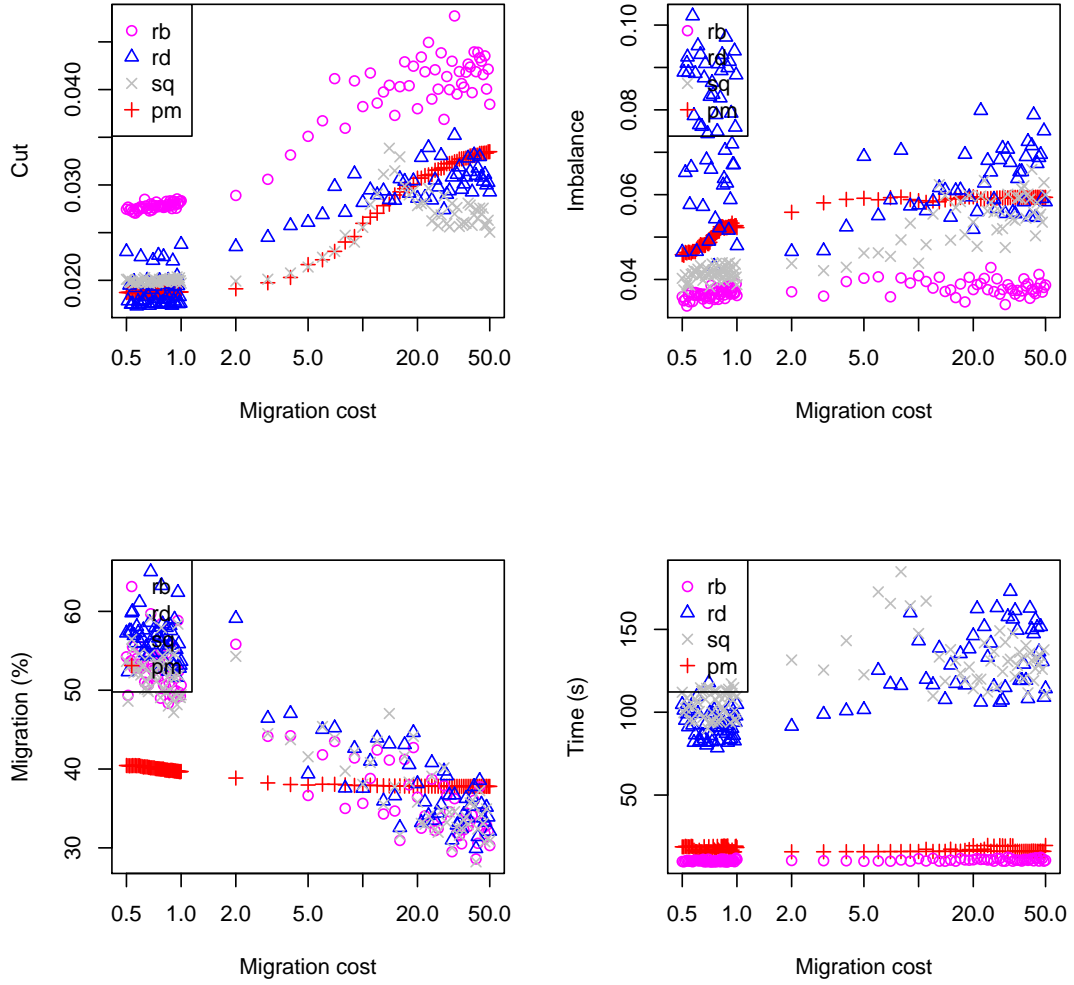 rb
rd
sq
pm
Cut
0.020
0.030
0.040
0.5
1.0
2.0
5.0
20.0
50.0
Migration cost
rb
rd
sq
pm
Imbalance
0.04
0.06
0.08
0.10
0.5
1.0
2.0
5.0
20.0
50.0
Migration cost
rb
rd
sq
pm
Migration (%)
30
40
50
60
0.5
1.0
2.0
5.0
20.0
50.0
Migration cost
rb
rd
sq
pm
Time (s)
50
100
150
0.5
1.0
2.0
5.0
20.0
50.0
Migration cost